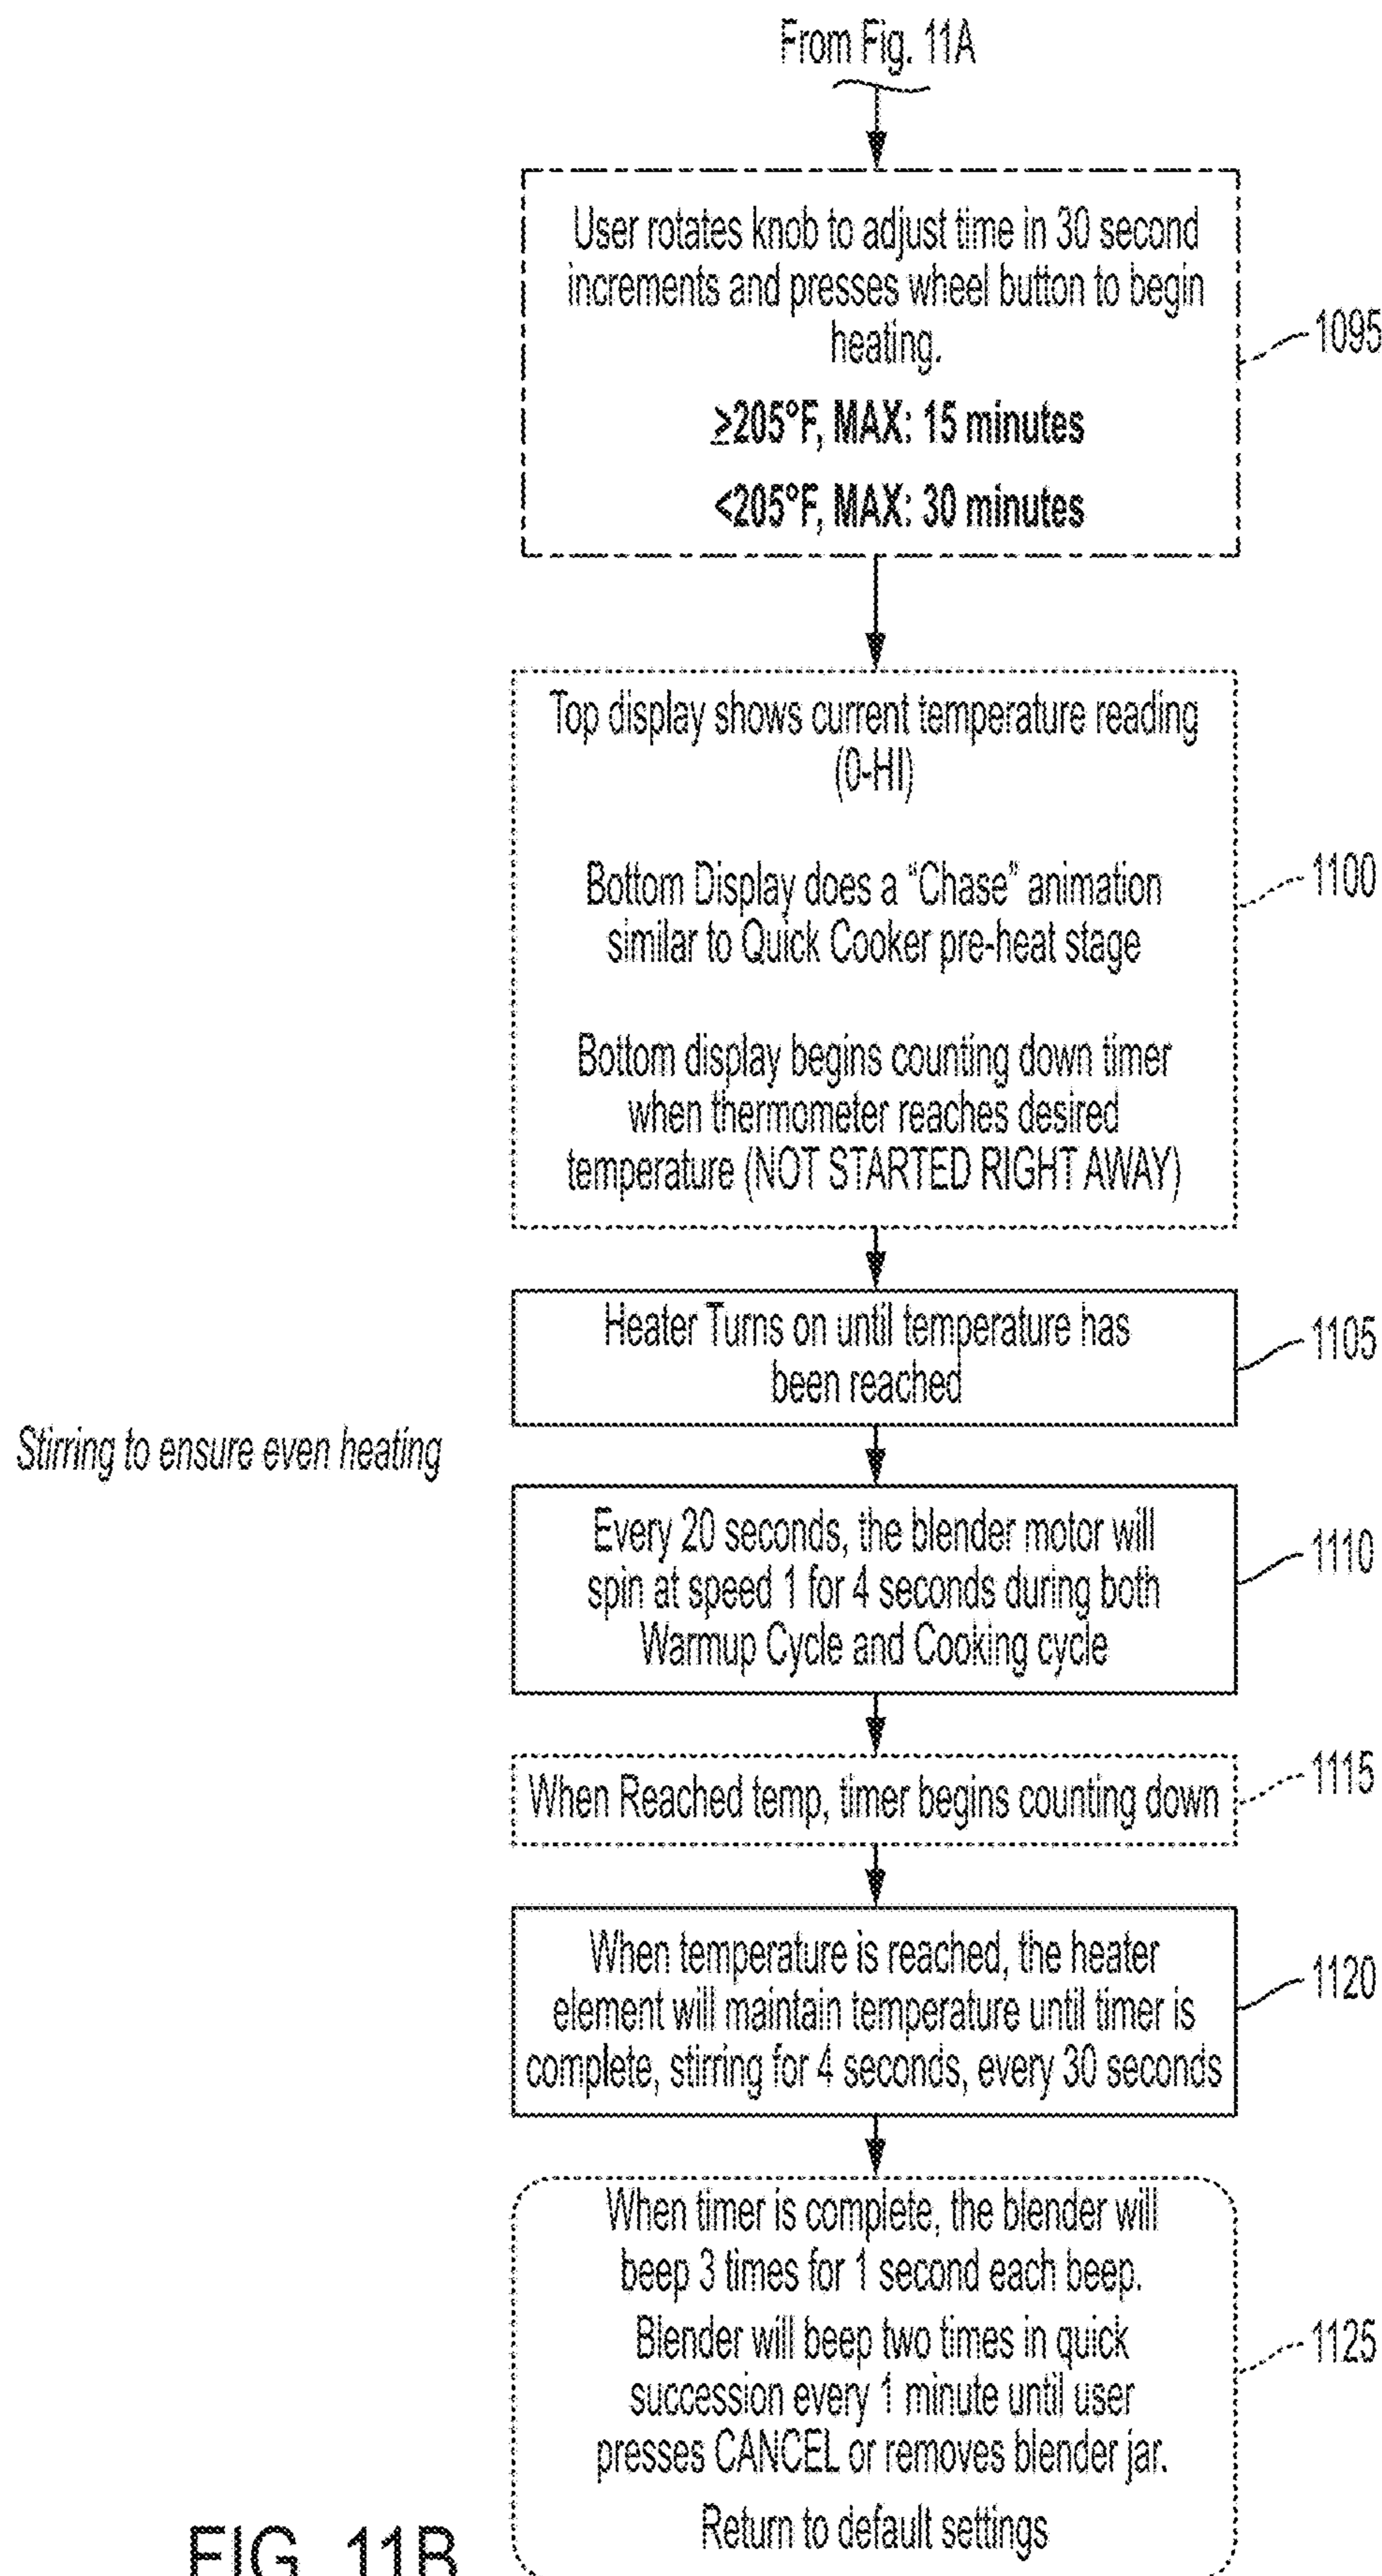 From Fig. 11A
User rotates knob to adjust time in 30 second
increments and presses wheel button to begin
heating.
≥205°F, MAX: 15 minutes
<205°F, MAX: 30 minutes
1095
Top display shows current temperature reading
(0-HI)
Bottom Display does a “Chase” animation
similar to Quick Cooker pre-heat stage
Bottom display begins counting down timer
when thermometer reaches desired
temperature (NOT STARTED RIGHT AWAY)
1100
Heater Turns on until temperature has
been reached
1105
Stirring to ensure even heating
Every 20 seconds, the blender motor will
spin at speed 1 for 4 seconds during both
Warmup Cycle and Cooking cycle
1110
When Reached temp, timer begins counting down
1115
When temperature is reached, the heater
element will maintain temperature until timer is
complete, stirring for 4 seconds, every 30 seconds
1120
When timer is complete, the blender will
beep 3 times for 1 second each beep.
Blender will beep two times in quick
succession every 1 minute until user
presses CANCEL or removes blender jar.
Return to default settings
1125
FIG. 11B